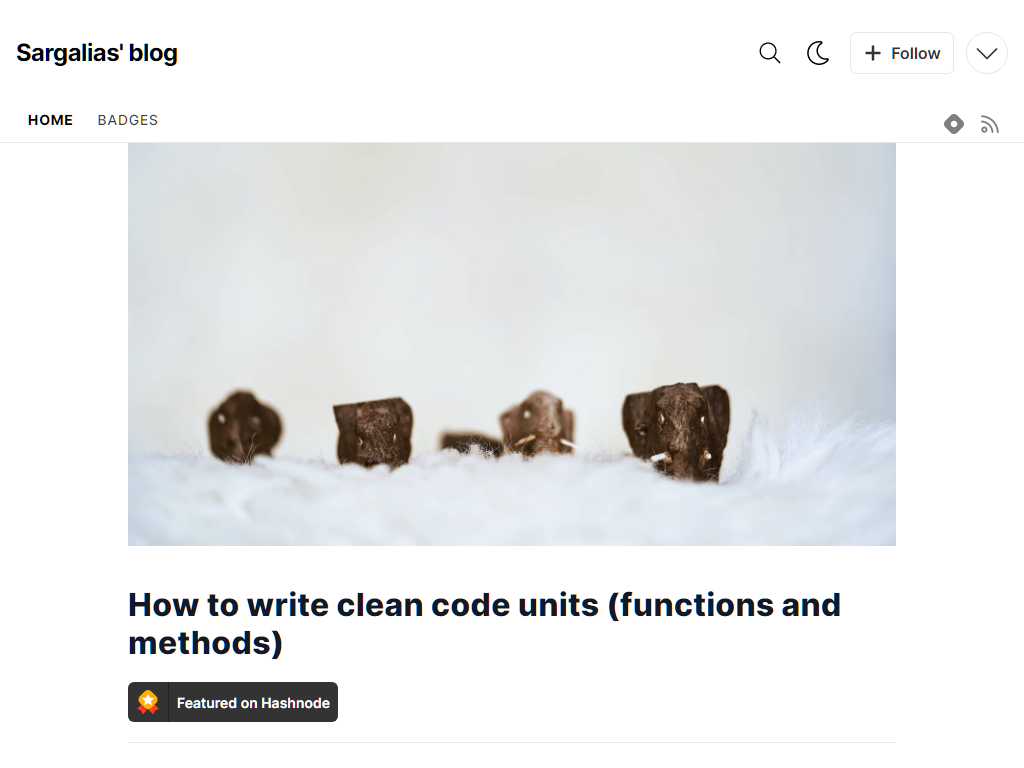 Sargalias' blog
Follow
HOME BADGES
How to write clean code units (functions and
methods)
Featured on Hashnode